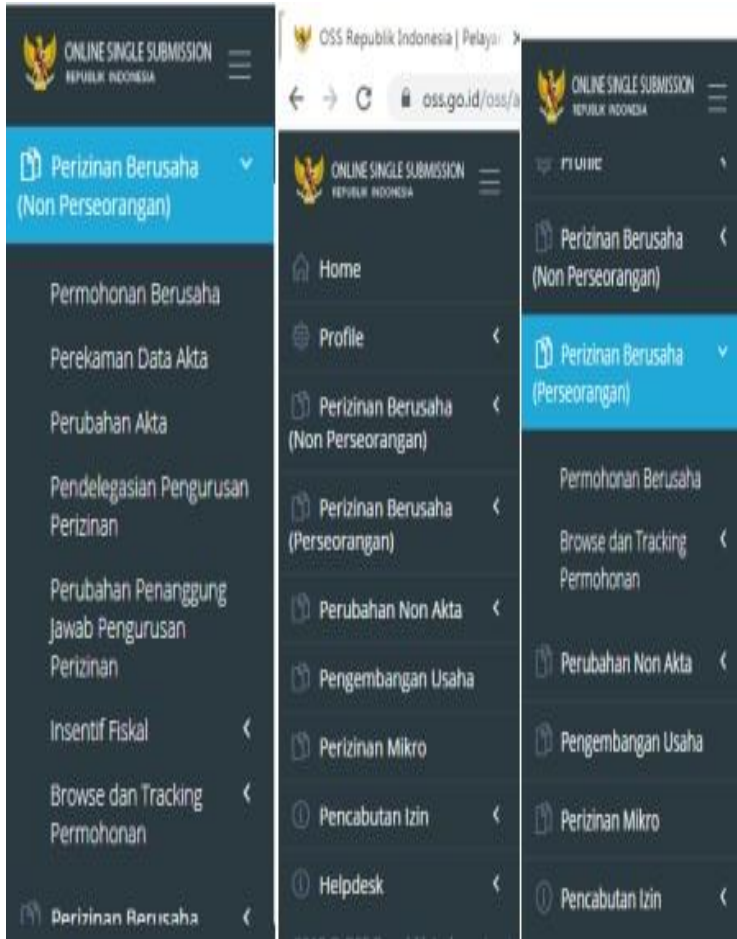 ONLINE SINGLE SUBMISSION
REPUBLIK INDONESIA
Perizinan Berusaha
(Non Perseorangan)
Permohonan Berusaha
Perekaman Data Akta
Perubahan Akta
Pendelegasian Pengurusan
Perizinan
Perubahan Penanggung
Jawab Pengurusan
Perizinan
Insentif Fiskal
Browse dan Tracking
Permohonan
Perizinan Berusaha
OSS Republik Indonesia | Pelaya
oss.go.id/oss/a
ONLINE SINGLE SUBMISSION
REPUBLIK INDONESIA
Home
Profile
Perizinan Berusaha
(Non Perseorangan)
Perizinan Berusaha
(Perseorangan)
Perubahan Non Akta
Pengembangan Usaha
Perizinan Mikro
Pencabutan Izin
Helpdesk
ONLINE SINGLE SUBMISSION
REPUBLIK INDONESIA
Profile
Perizinan Berusaha
(Non Perseorangan)
Perizinan Berusaha
(Perseorangan)
Permohonan Berusaha
Browse dan Tracking
Permohonan
Perubahan Non Akta
Pengembangan Usaha
Perizinan Mikro
Pencabutan Izin